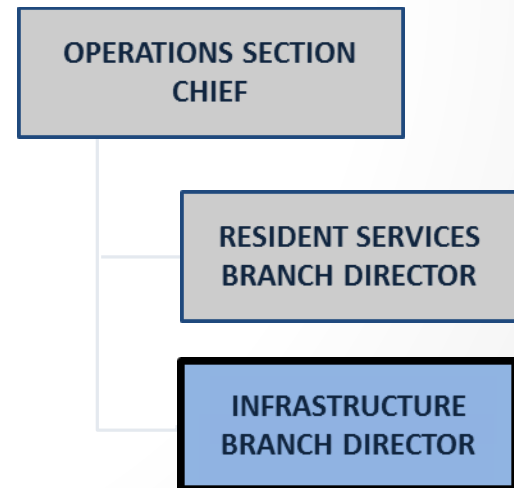 OPERATIONS SECTION
CHIEF
RESIDENT SERVICES
BRANCH DIRECTOR
INFRASTRUCTURE
BRANCH DIRECTOR